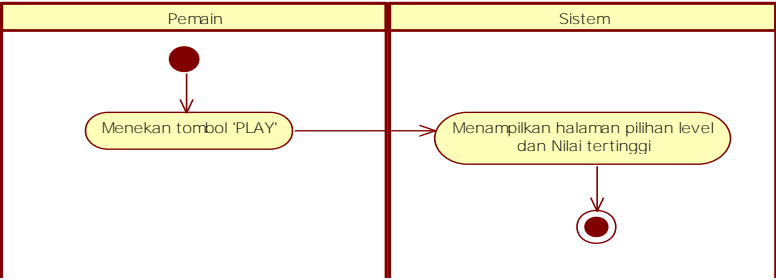 Pemain
Sistem
Menekan tombol 'PLAY'
Menampilkan halaman pilihan level
dan Nilai tertinggi